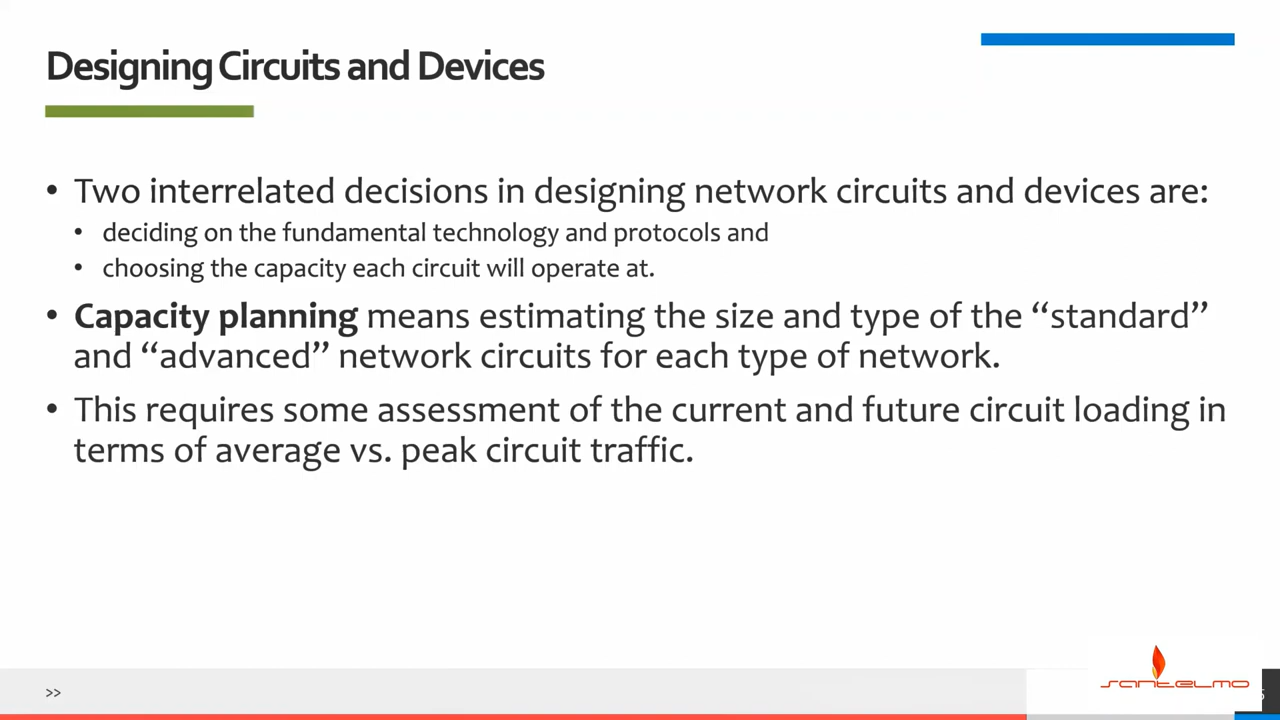 Designing Circuits and Devices
• Two interrelated decisions in designing network circuits and devices are:
• deciding on the fundamental technology and protocols and
• choosing the capacity each circuit will operate at.
• Capacity planning means estimating the size and type of the “standard”
and “advanced” network circuits for each type of network.
• This requires some assessment of the current and future circuit loading in
terms of average vs. peak circuit traffic.
>>
santelmo